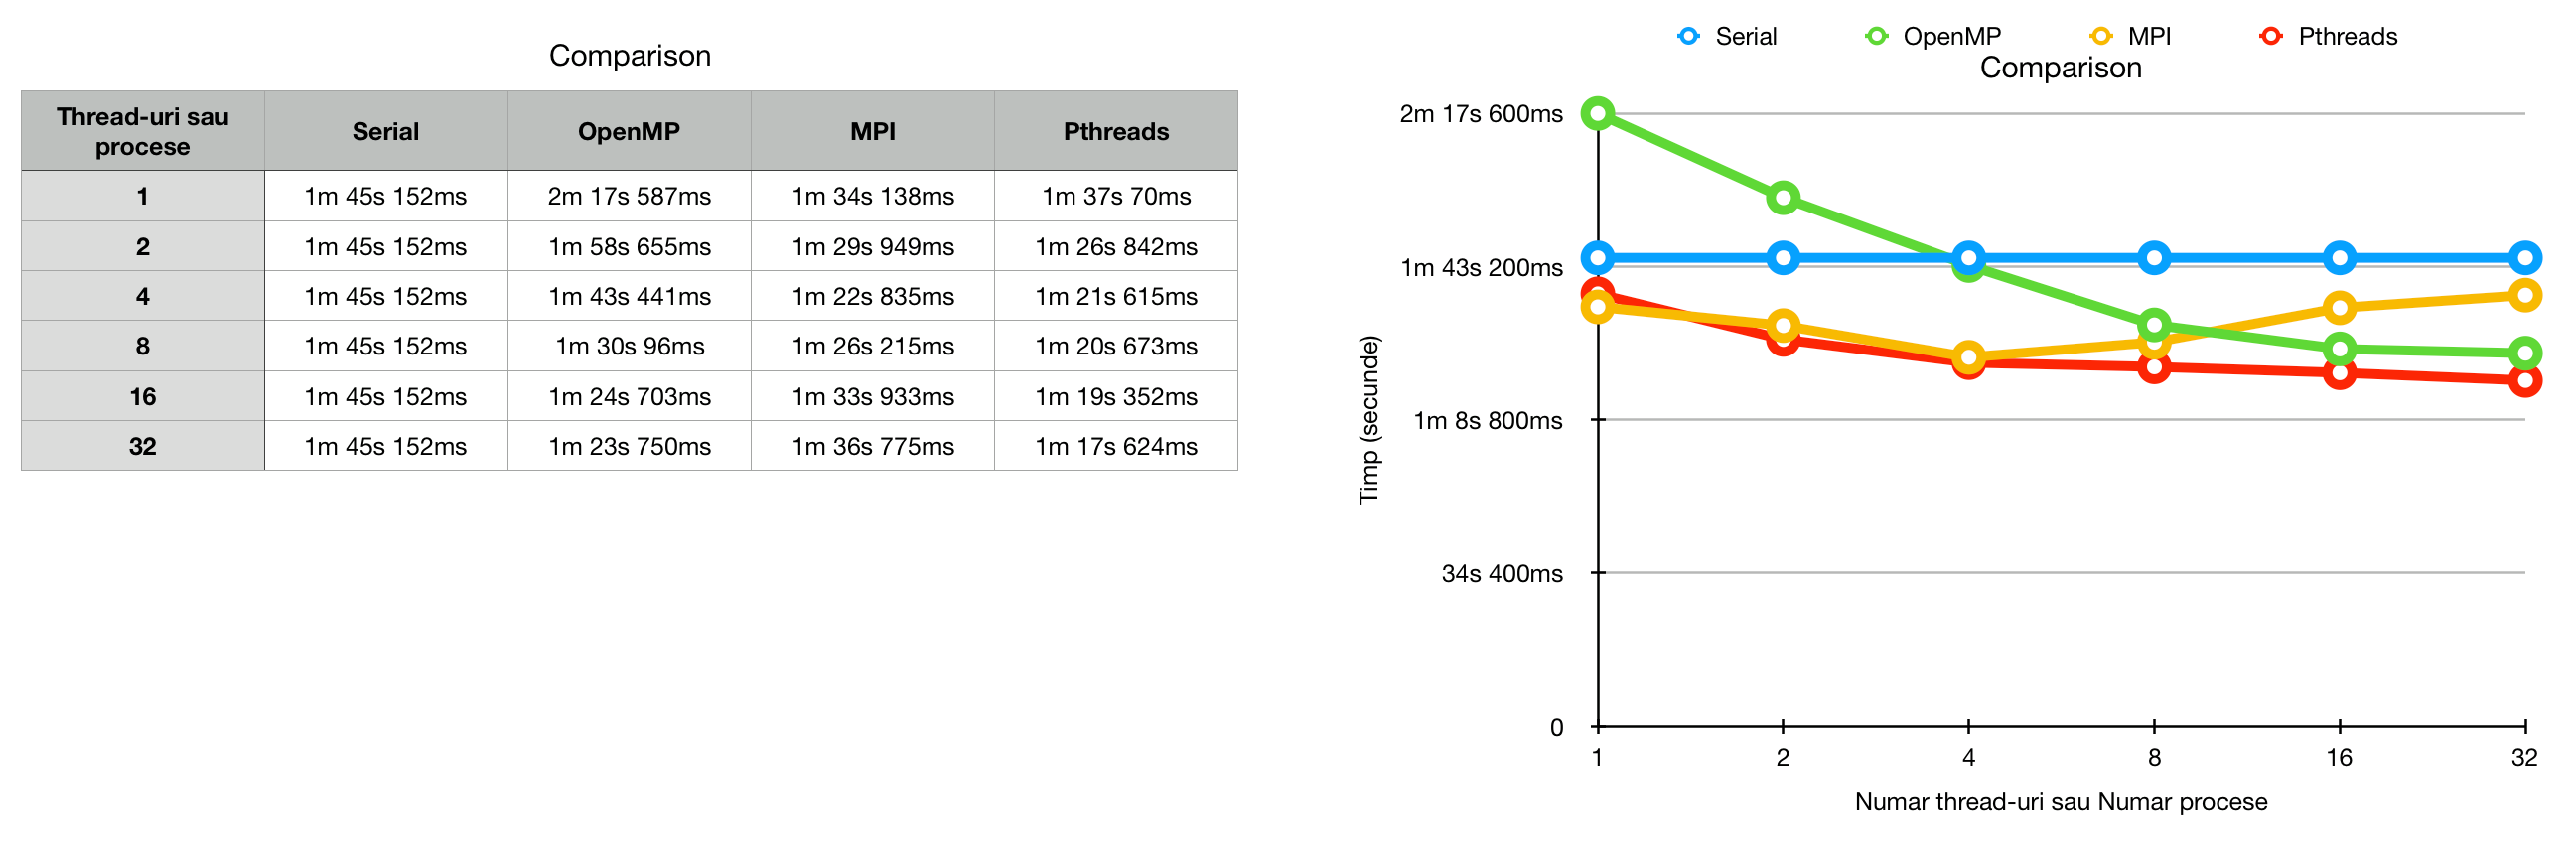 Comparison
Thread-uri sau procese Serial OpenMP MPI Pthreads
1 1m 45s 152ms 2m 17s 587ms 1m 34s 138ms 1m 37s 70ms
2 1m 45s 152ms 1m 58s 655ms 1m 29s 949ms 1m 26s 842ms
4 1m 45s 152ms 1m 43s 441ms 1m 22s 835ms 1m 21s 615ms
8 1m 45s 152ms 1m 30s 96ms 1m 26s 215ms 1m 20s 673ms
16 1m 45s 152ms 1m 24s 703ms 1m 33s 933ms 1m 19s 352ms
32 1m 45s 152ms 1m 23s 750ms 1m 36s 775ms 1m 17s 624ms
Serial OpenMP MPI Pthreads
Comparison
2m 17s 600ms
1m 43s 200ms
1m 8s 800ms
34s 400ms
0
Timp (secunde)
1 2 4 8 16 32
Numar thread-uri sau Numar procese